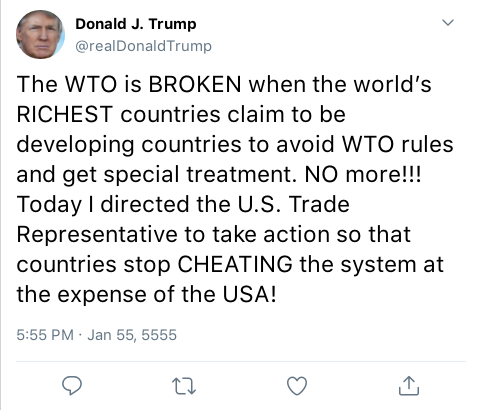 Donald J. Trump
@realDonaldTrump
The WTO is BROKEN when the world's
RICHEST countries claim to be
developing countries to avoid WTO rules
and get special treatment. NO more!!!
Today I directed the U.S. Trade
Representative to take action so that
countries stop CHEATING the system at
the expense of the USA!
5:55 PM · Jan 55, 5555